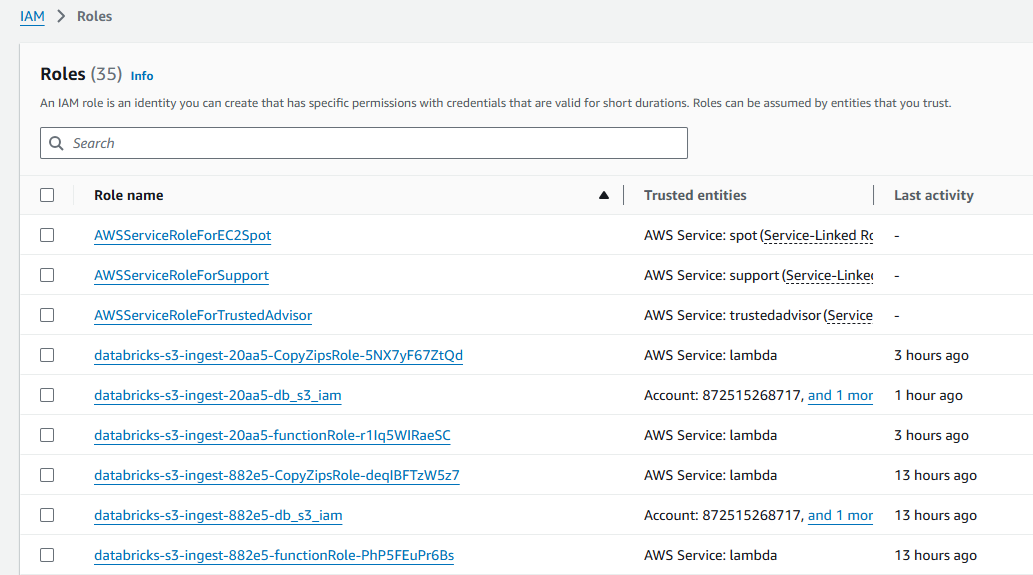 IAM > Roles
Roles (35) Info
An IAM role is an identity you can create that has specific permissions with credentials that are valid for short durations. Roles can be assumed by entities that you trust.
Search
Role name Trusted entities Last activity
AWSServiceRoleForEC2Spot AWS Service: spot (Service-Linked Ro -
AWSServiceRoleForSupport AWS Service: support (Service-Linked -
AWSServiceRoleForTrustedAdvisor AWS Service: trustedadvisor (Service -
databricks-s3-ingest-20aa5-CopyZipsRole-5NX7yF67ZtQd AWS Service: lambda 3 hours ago
databricks-s3-ingest-20aa5-db_s3_iam Account: 872515268717, and 1 mor 1 hour ago
databricks-s3-ingest-20aa5-functionRole-r1Iq5WIRaeSC AWS Service: lambda 3 hours ago
databricks-s3-ingest-882e5-CopyZipsRole-deqIBFTzW5z7 AWS Service: lambda 13 hours ago
databricks-s3-ingest-882e5-db_s3_iam Account: 872515268717, and 1 mor 13 hours ago
databricks-s3-ingest-882e5-functionRole-PhP5FEuPr6Bs AWS Service: lambda 13 hours ago